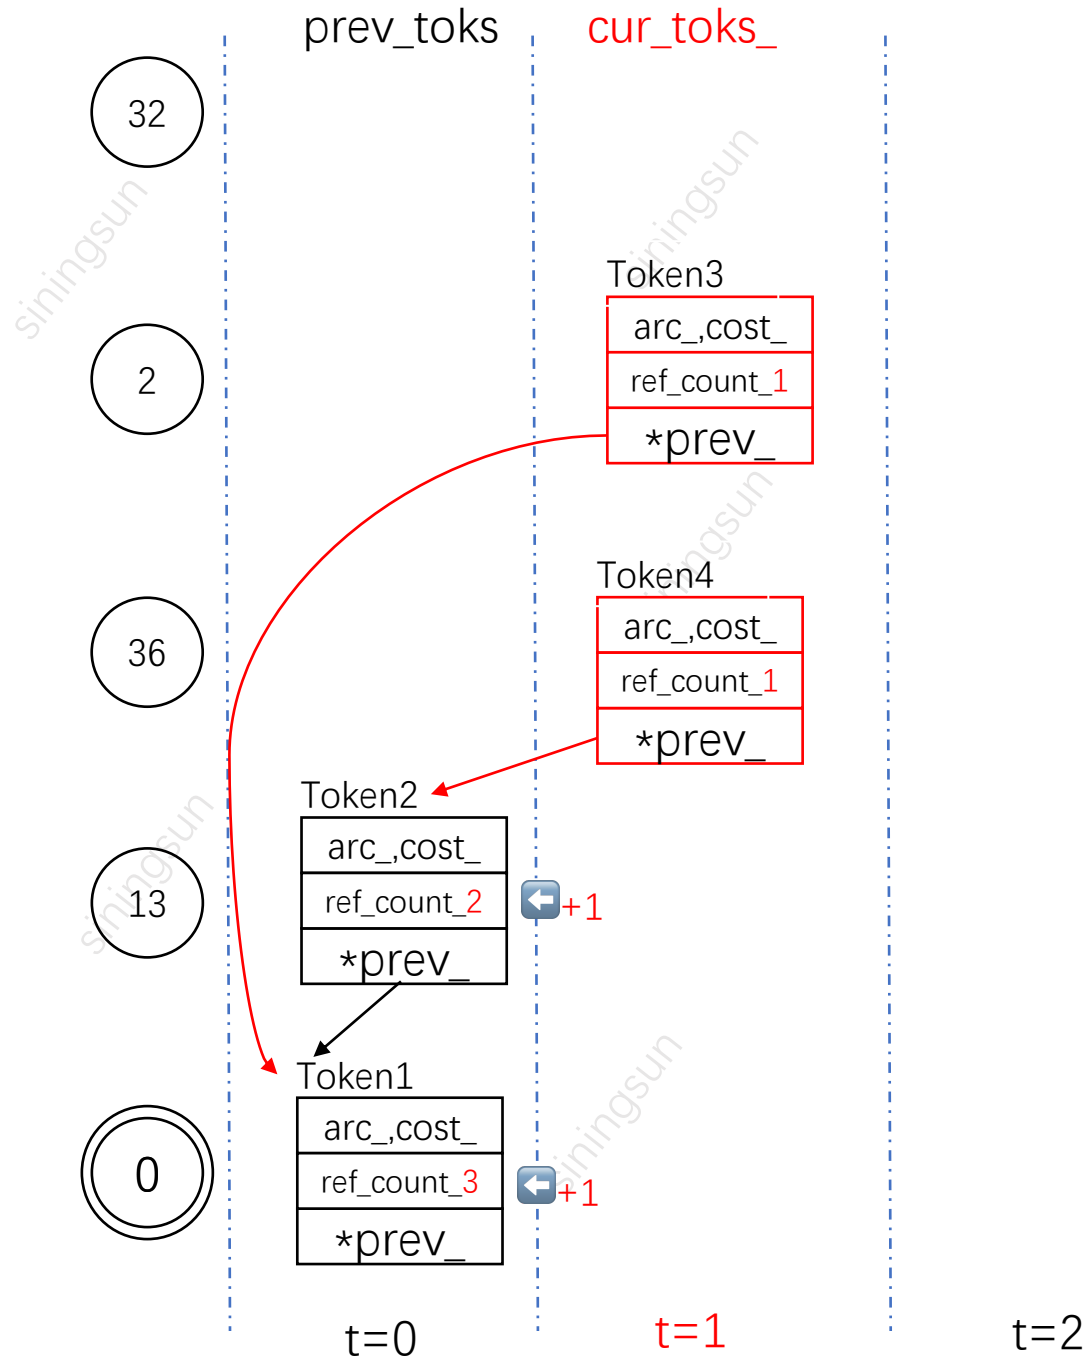 prev_toks
cur_toks_
32
siningsun
siningsun
Token3
arc_,cost_
ref_count_1
2
*prev_
siningsun
Token4
arc_,cost_
36
ref_count_1
*prev_
Token2
siningsun
arc_,cost_
13
ref_count_2
+1
*prev_
Token1
siningsun
arc_,cost_
0
ref_count_3
+1
*prev_
t=0
t=1
t=2